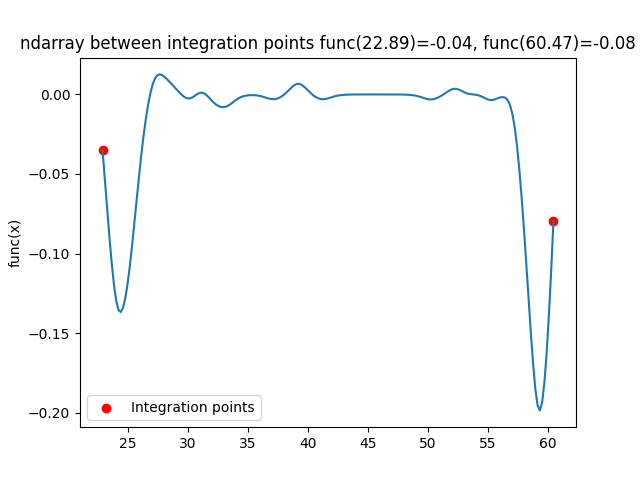 ndarray between integration points func(22.89)=-0.04, func(60.47)=-0.08
0.00
−0.05
−0.10
−0.15
−0.20
func(x)
Integration points
25 30 35 40 45 50 55 60